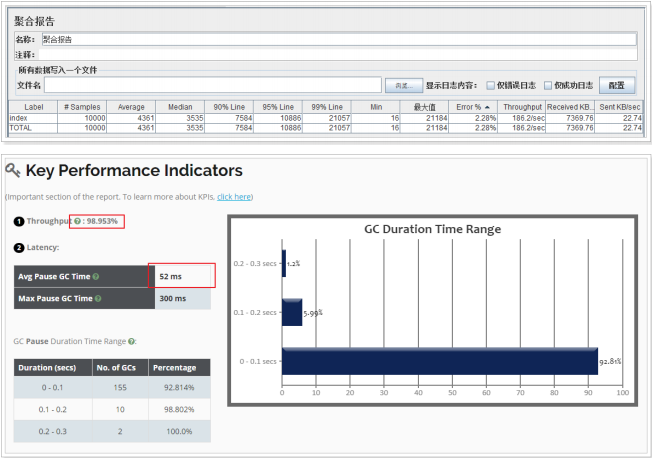 聚合报告
名称： 聚合报告
注释：
所有数据写入一个文件
文件名 浏览... 显示日志内容： 仅错误日志 仅成功日志 配置
Label # Samples Average Median 90% Line 95% Line 99% Line Min 最大值 Error % ▲ Throughput Received KB... Sent KB/sec
index 10000 4361 3535 7584 10886 21057 16 21184 2.28% 186.2/sec 7369.76 22.74
TOTAL 10000 4361 3535 7584 10886 21057 16 21184 2.28% 186.2/sec 7369.76 22.74
Key Performance Indicators
(Important section of the report. To learn more about KPIs, click here)
1 Throughput ? : 98.953%
2 Latency:
Avg Pause GC Time ? 52 ms
Max Pause GC Time ? 300 ms
GC Pause Duration Time Range ?:
Duration (secs) No. of GCs Percentage
0 - 0.1 155 92.814%
0.1 - 0.2 10 98.802%
0.2 - 0.3 2 100.0%
GC Duration Time Range
0.2 - 0.3 secs 1.2%
0.1 - 0.2 secs 5.99%
0 - 0.1 secs 92.81%
0 10 20 30 40 50 60 70 80 90 100